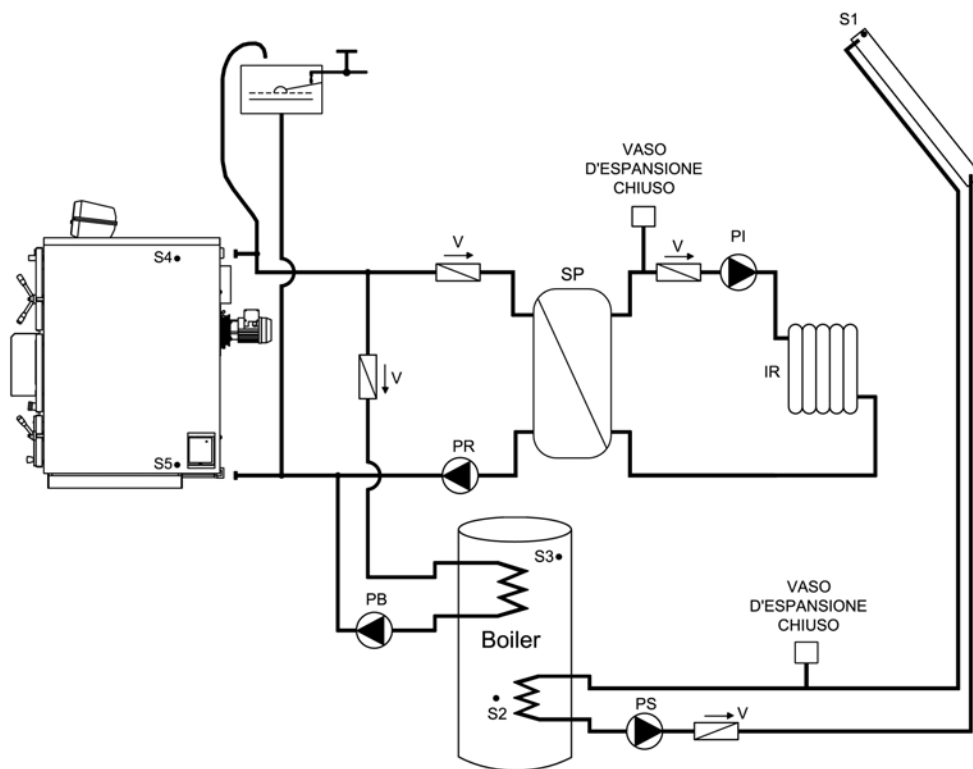 S1
VASO
D'ESPANSIONE
CHIUSO
V
V
PI
S4
SP
V
IR
PR
S5
S3
PB
VASO
D'ESPANSIONE
CHIUSO
Boiler
S2
PS
V